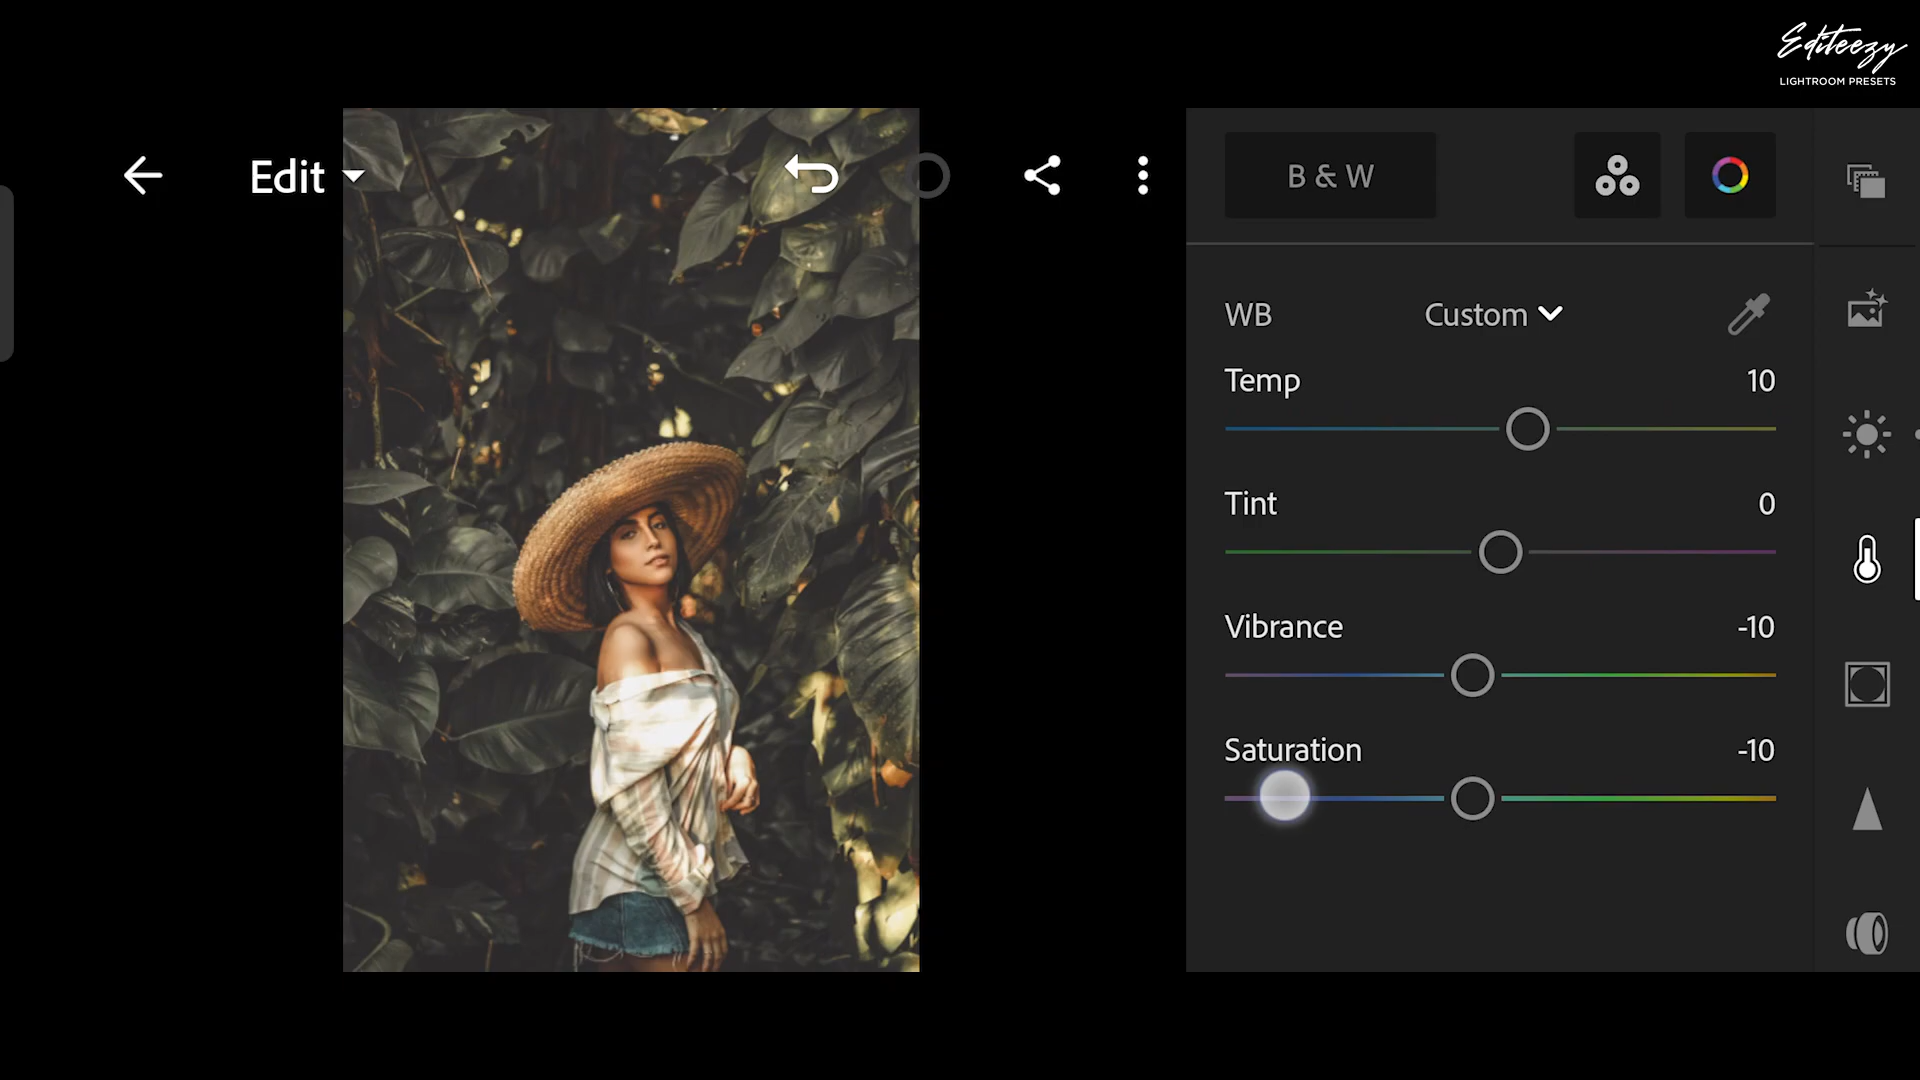 Editeezy
LIGHTROOM PRESETS
Edit
B & W
WB Custom
Temp 10
Tint 0
Vibrance -10
Saturation -10